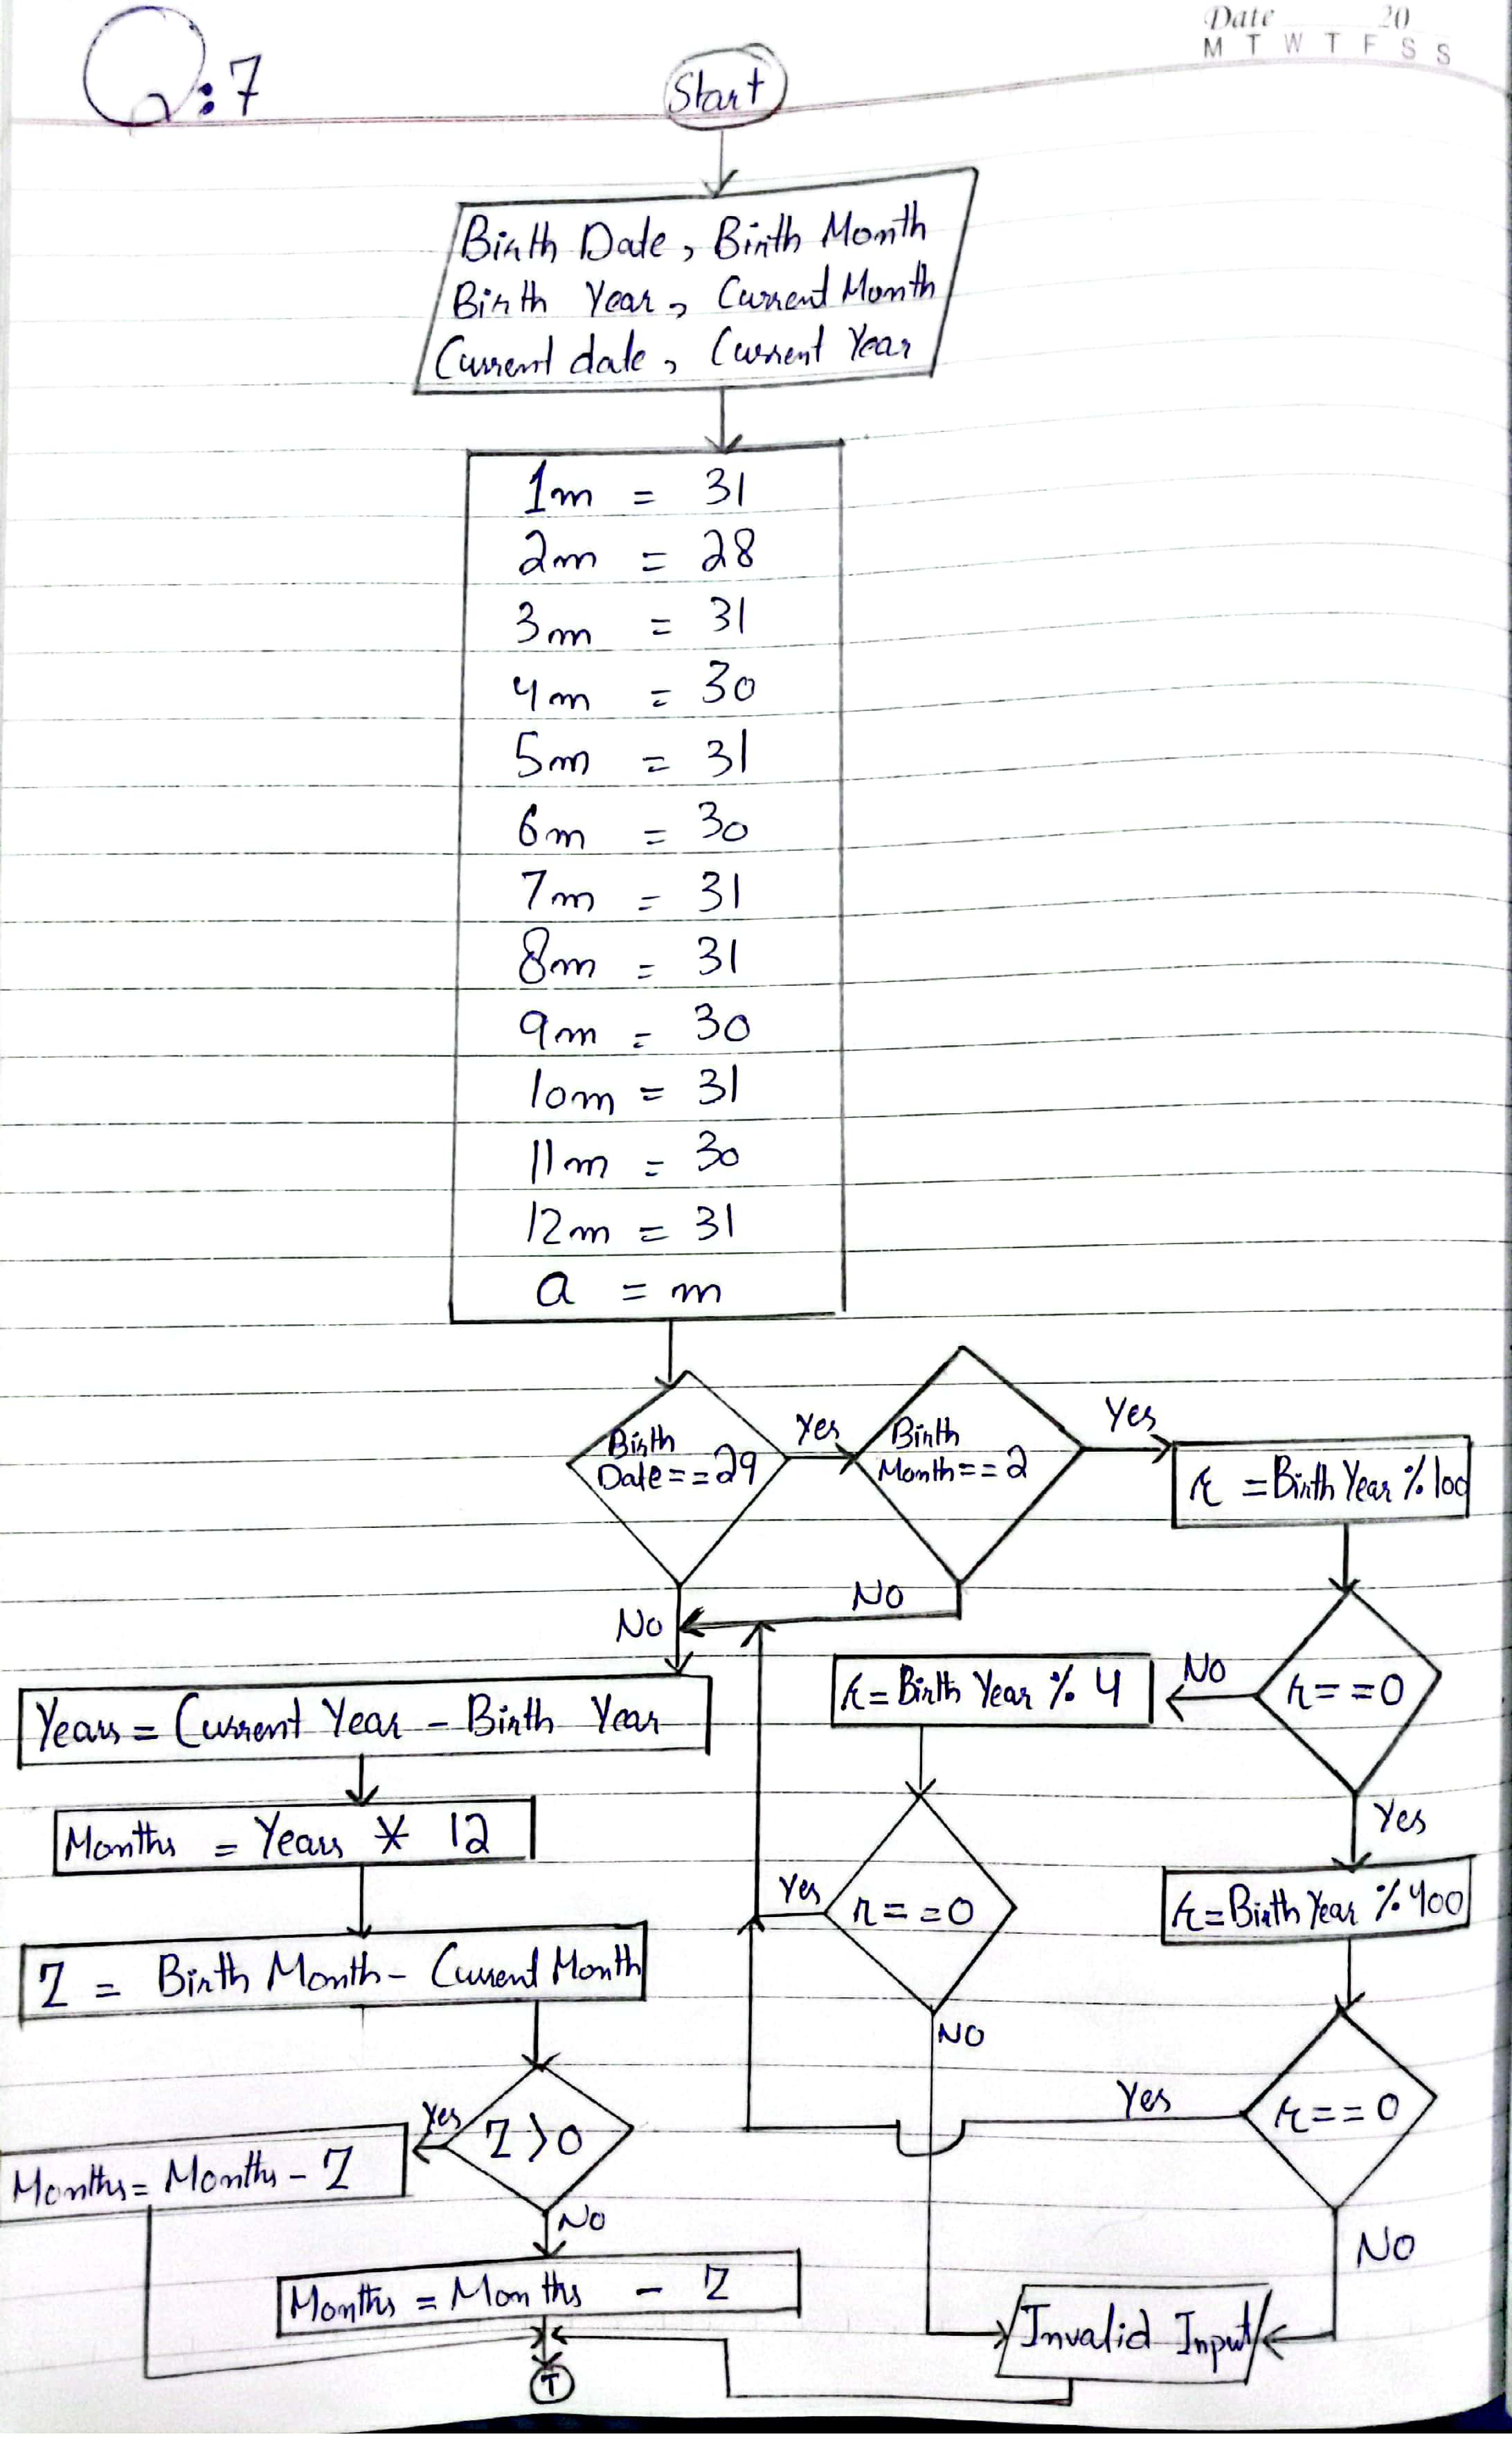 Date 20
M T W T F S S
Q:7
Start
Birth Date, Birth Month
Birth Year, Current Month
Current date, Current Year
1m = 31
2m = 28
3m = 31
4m = 30
5m = 31
6m = 30
7m = 31
8m = 31
9m = 30
10m = 31
11m = 30
12m = 31
a = m
Birth
Date==29
Yes
Birth
Month==2
Yes
r = Birth Year % 100
No
No
r==0
No
r = Birth Year % 4
Yes
r = Birth Year % 400
Years = Current Year - Birth Year
Months = Years * 12
r==0
Yes
No
Z = Birth Month - Current Month
r==0
Yes
No
Z>0
Yes
Months = Months - Z
No
Months = Months - Z
Invalid Input
T